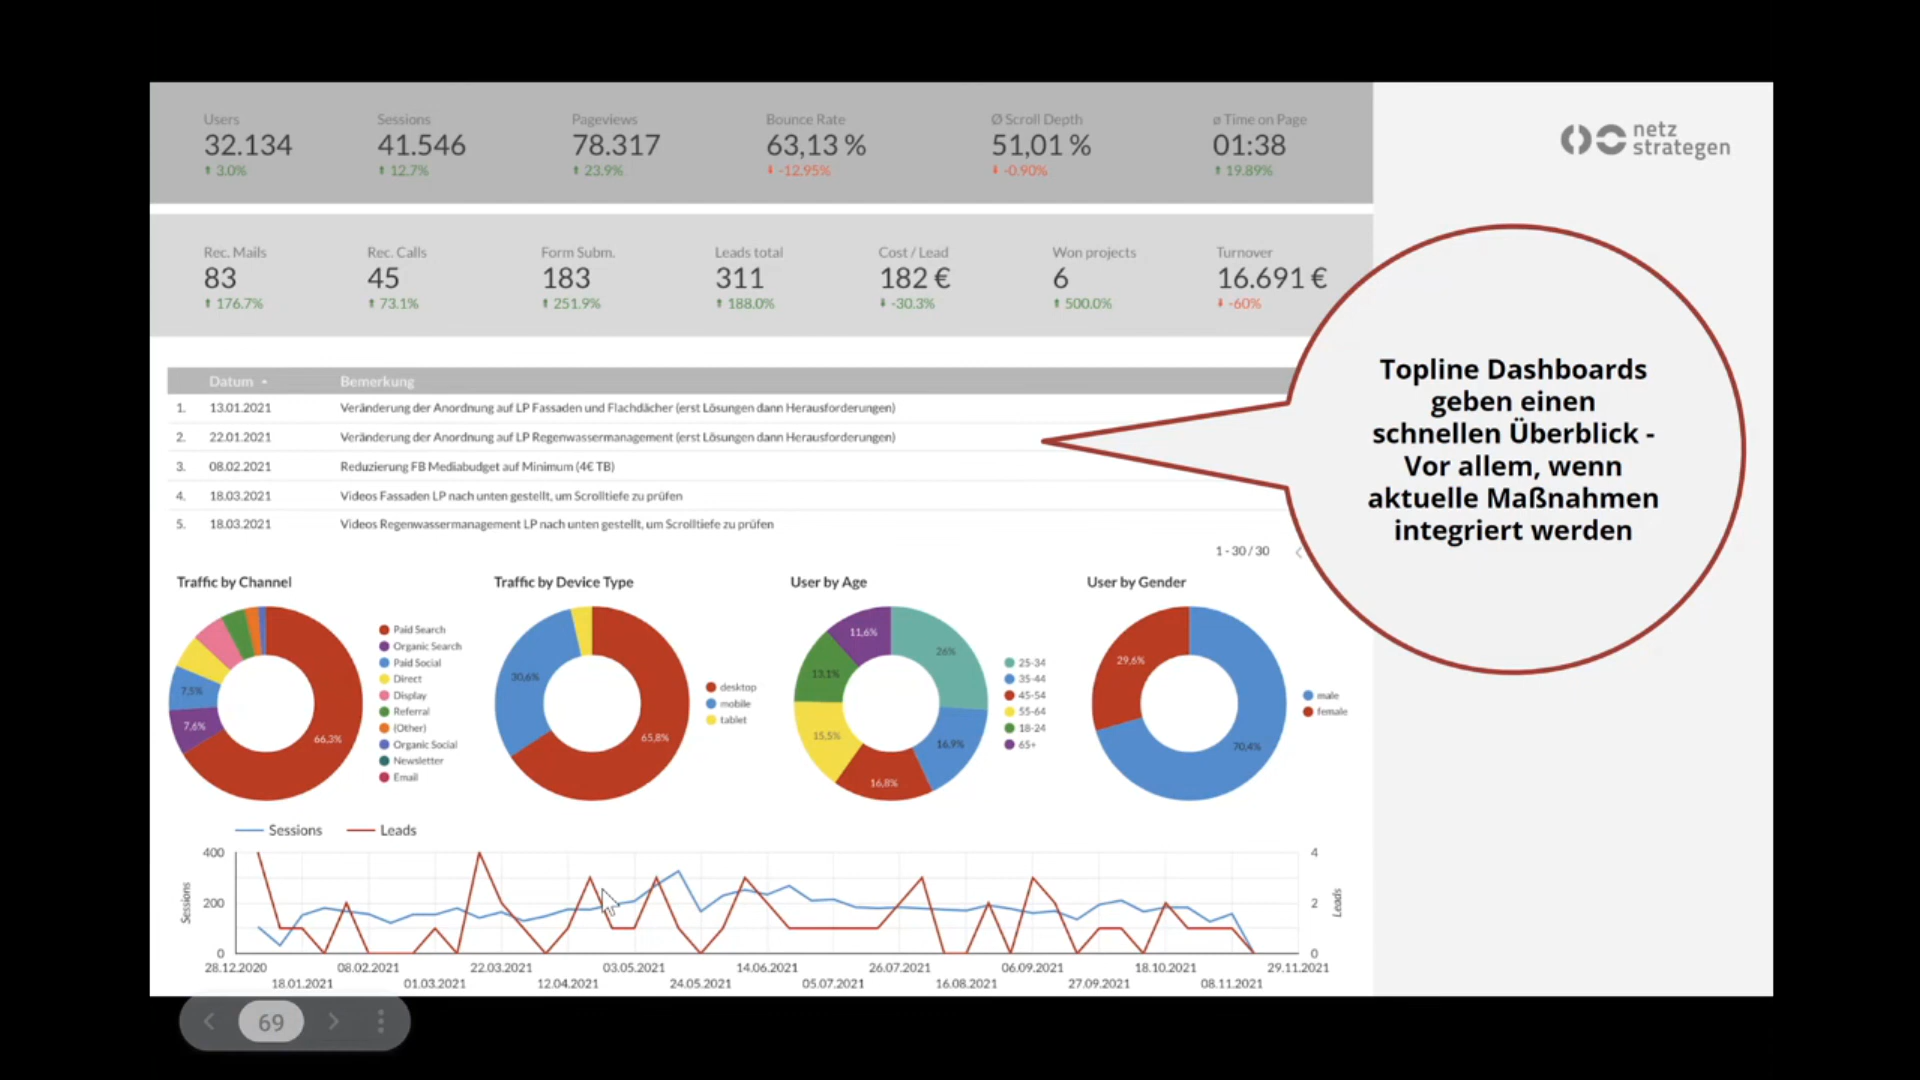 Users
Sessions
Pageviews
Bounce Rate
Ø Scroll Depth
ø Time on Page
32.134
41.546
78.317
63,13 %
51,01 %
01:38
3.0%
12.7%
23.9%
-12.95%
-0.90%
19.89%
netz
strategen
Rec. Mails
Rec. Calls
Form Subm.
Leads total
Cost / Lead
Won projects
Turnover
83
45
183
311
182 €
6
16.691 €
176.7%
73.1%
251.9%
188.0%
-30.3%
500.0%
-60%
Topline Dashboards
geben einen
schnellen Überblick -
Vor allem, wenn
aktuelle Maßnahmen
integriert werden
Datum
Bemerkung
1. 13.01.2021 Veränderung der Anordnung auf LP Fassaden und Flachdächer (erst Lösungen dann Herausforderungen)
2. 22.01.2021 Veränderung der Anordnung auf LP Regenwassermanagement (erst Lösungen dann Herausforderungen)
3. 08.02.2021 Reduzierung FB Mediabudget auf Minimum (4€ TB)
4. 18.03.2021 Videos Fassaden LP nach unten gestellt, um Scrolltiefe zu prüfen
5. 18.03.2021 Videos Regenwassermanagement LP nach unten gestellt, um Scrolltiefe zu prüfen
1 - 30 / 30
Traffic by Channel
66,3%
7,6%
7,5%
Paid Search
Organic Search
Paid Social
Direct
Display
Referral
(Other)
Organic Social
Newsletter
Email
Traffic by Device Type
30,6%
65,8%
desktop
mobile
tablet
User by Age
11,6%
26%
13,1%
15,5%
16,9%
16,8%
25-34
35-44
45-54
55-64
18-24
65+
User by Gender
29,6%
70,4%
male
female
Sessions
Leads
400
200
0
Sessions
4
2
0
Leads
28.12.2020
08.02.2021
22.03.2021
03.05.2021
14.06.2021
26.07.2021
06.09.2021
18.10.2021
29.11.2021
18.01.2021
01.03.2021
12.04.2021
24.05.2021
05.07.2021
16.08.2021
27.09.2021
08.11.2021
69